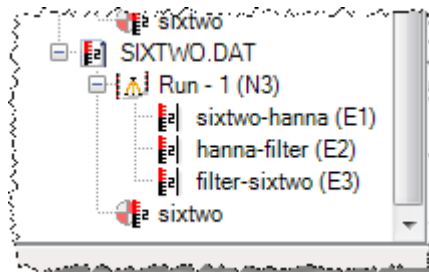 sixtwo
SIXTWO.DAT
Run - 1 (N3)
sixtwo-hanna (E1)
hanna-filter (E2)
filter-sixtwo (E3)
sixtwo